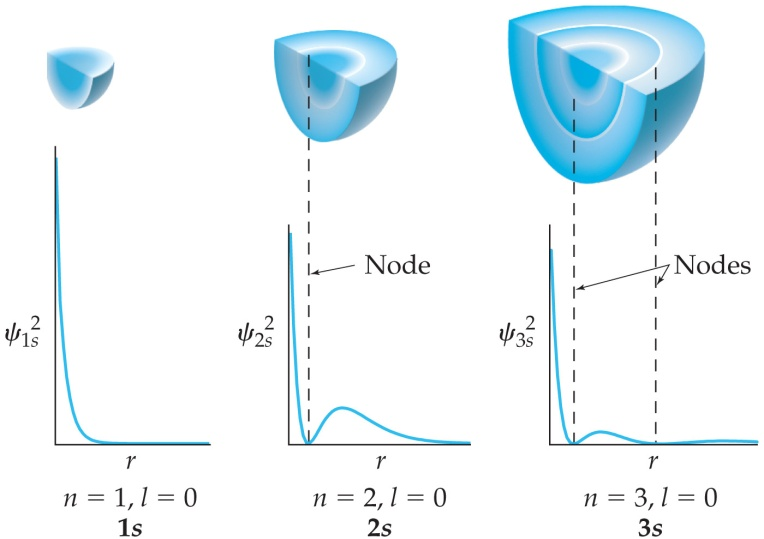 Node
Nodes
ψ1s²
ψ2s²
ψ3s²
r
r
r
n = 1, l = 0
n = 2, l = 0
n = 3, l = 0
1s
2s
3s